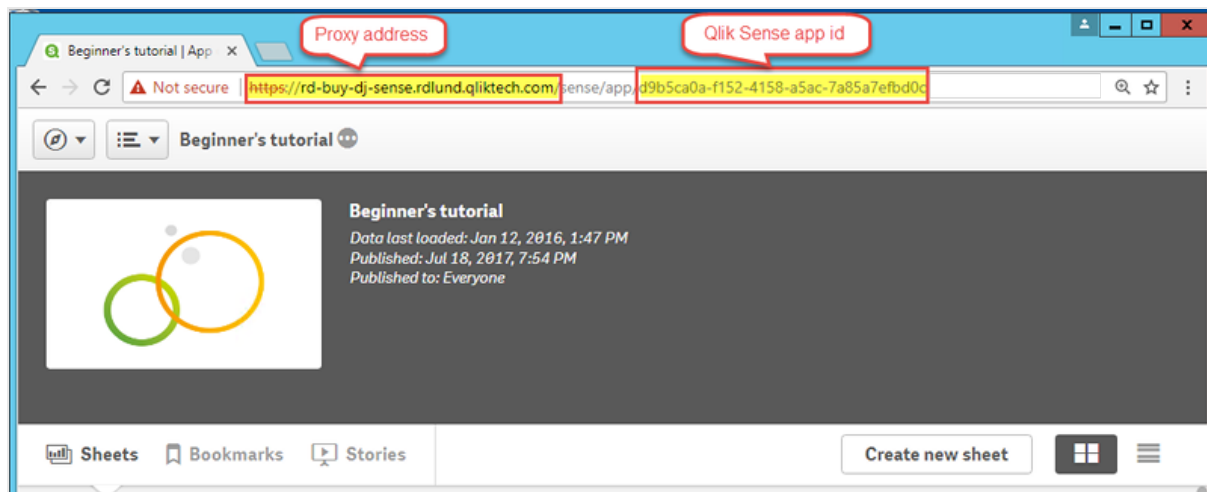 Proxy address
Qlik Sense app id
Beginner's tutorial | App
Not secure
https://rd-buy-dj-sense.rdlund.qliktech.com/sense/app/d9b5ca0a-f152-4158-a5ac-7a85a7efbd0c
Beginner's tutorial
Beginner's tutorial
Data last loaded: Jan 12, 2016, 1:47 PM
Published: Jul 18, 2017, 7:54 PM
Published to: Everyone
Sheets Bookmarks Stories Create new sheet